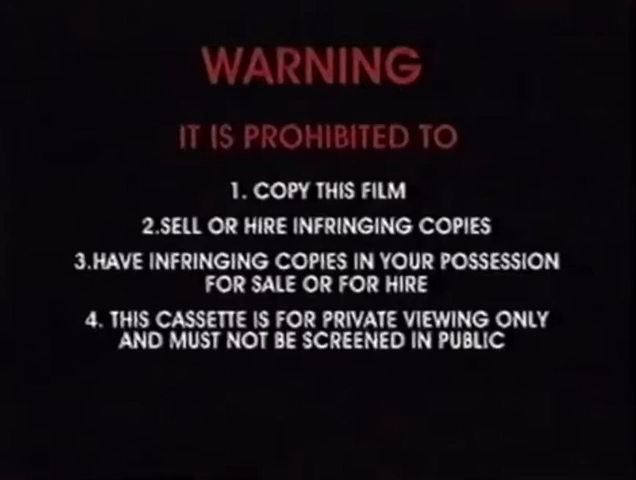 WARNING
IT IS PROHIBITED TO
1. COPY THIS FILM
2.SELL OR HIRE INFRINGING COPIES
3.HAVE INFRINGING COPIES IN YOUR POSSESSION
FOR SALE OR FOR HIRE
4. THIS CASSETTE IS FOR PRIVATE VIEWING ONLY
AND MUST NOT BE SCREENED IN PUBLIC